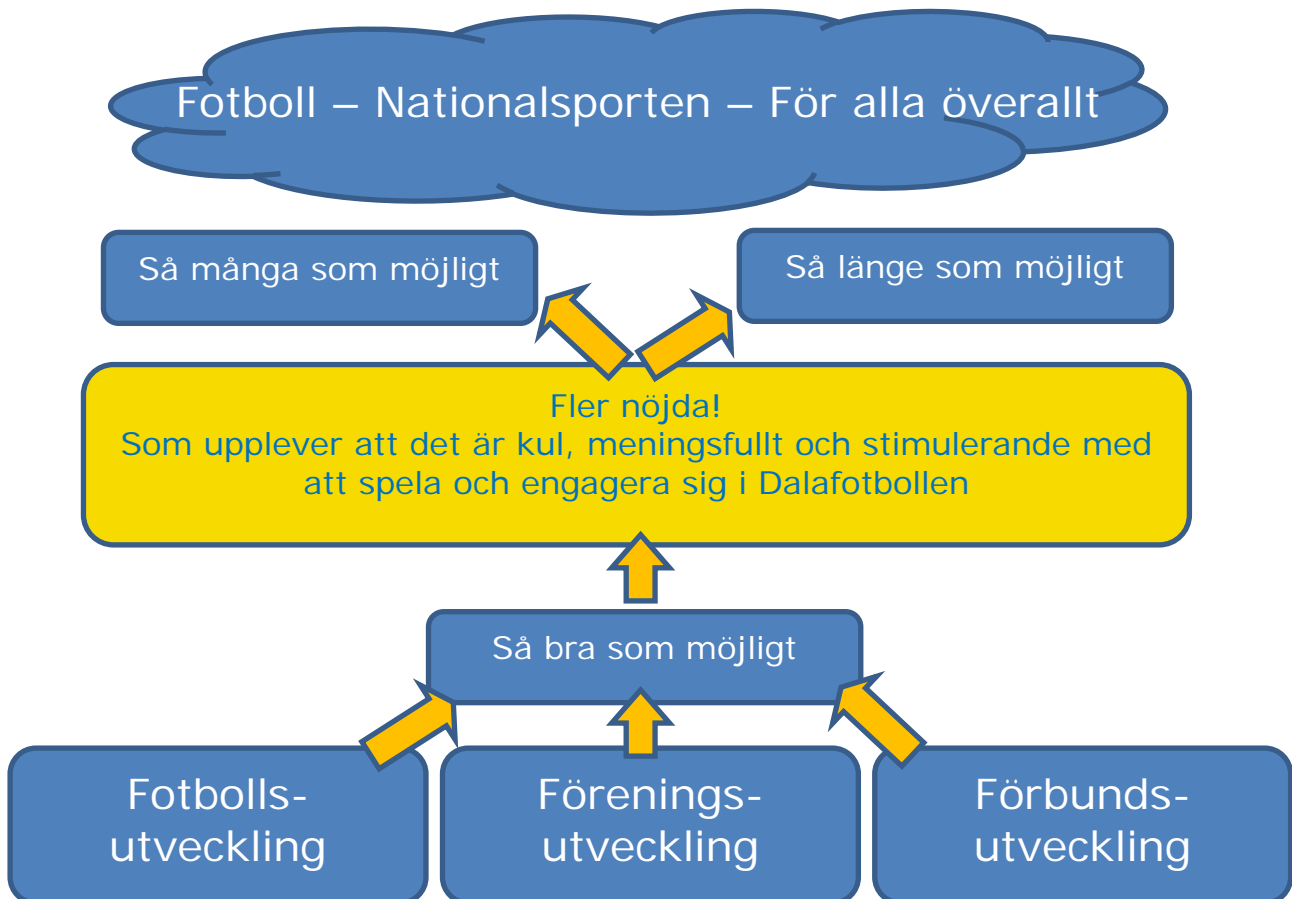 Fotboll – Nationalsporten – För alla överallt
Så många som möjligt
Så länge som möjligt
Fler nöjda!
Som upplever att det är kul, meningsfullt och stimulerande med
att spela och engagera sig i Dalafotbollen
Så bra som möjligt
Fotbolls-
utveckling
Förenings-
utveckling
Förbunds-
utveckling